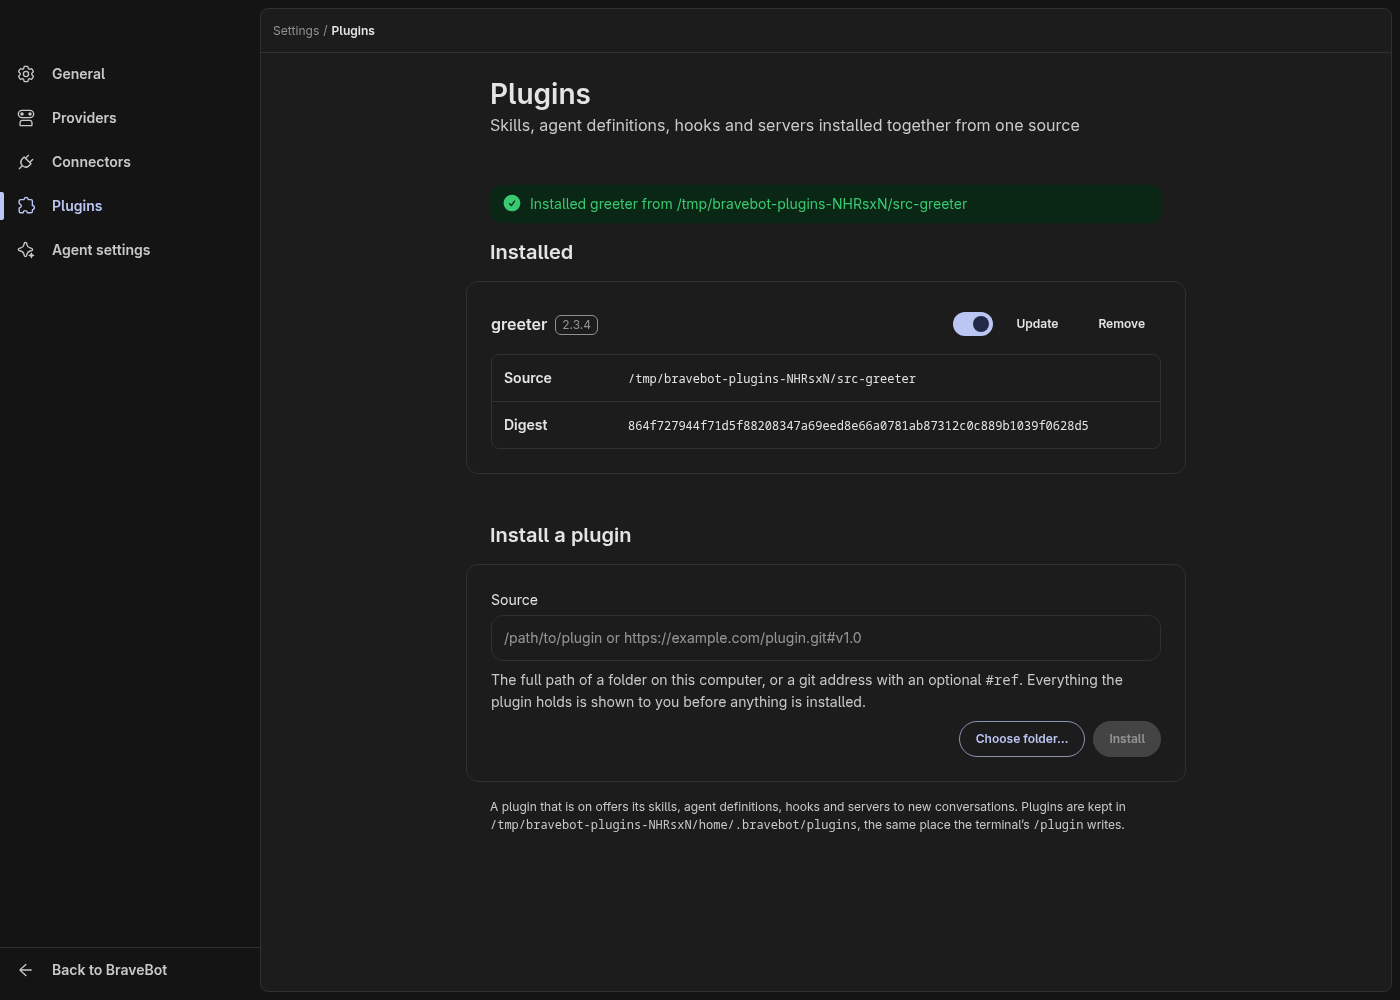 Settings / Plugins
General
Providers
Connectors
Plugins
Agent settings
Back to BraveBot
Plugins
Skills, agent definitions, hooks and servers installed together from one source
Installed greeter from /tmp/bravebot-plugins-NHRsxN/src-greeter
Installed
greeter 2.3.4 Update Remove
Source /tmp/bravebot-plugins-NHRsxN/src-greeter
Digest 864f727944f71d5f88208347a69eed8e66a0781ab87312c0c889b1039f0628d5
Install a plugin
Source
/path/to/plugin or https://example.com/plugin.git#v1.0
The full path of a folder on this computer, or a git address with an optional #ref. Everything the
plugin holds is shown to you before anything is installed.
Choose folder... Install
A plugin that is on offers its skills, agent definitions, hooks and servers to new conversations. Plugins are kept in
/tmp/bravebot-plugins-NHRsxN/home/.bravebot/plugins, the same place the terminal's /plugin writes.